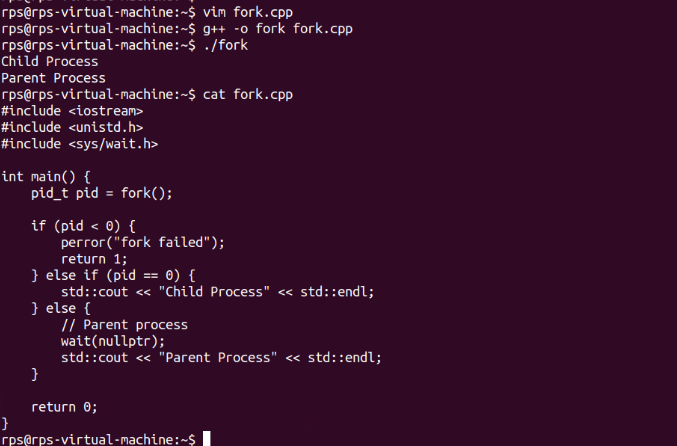 rps@rps-virtual-machine:~$ vim fork.cpp
rps@rps-virtual-machine:~$ g++ -o fork fork.cpp
rps@rps-virtual-machine:~$ ./fork
Child Process
Parent Process
rps@rps-virtual-machine:~$ cat fork.cpp
#include <iostream>
#include <unistd.h>
#include <sys/wait.h>

int main() {
    pid_t pid = fork();

    if (pid < 0) {
        perror("fork failed");
        return 1;
    } else if (pid == 0) {
        std::cout << "Child Process" << std::endl;
    } else {
        // Parent process
        wait(nullptr);
        std::cout << "Parent Process" << std::endl;
    }

    return 0;
}
rps@rps-virtual-machine:~$